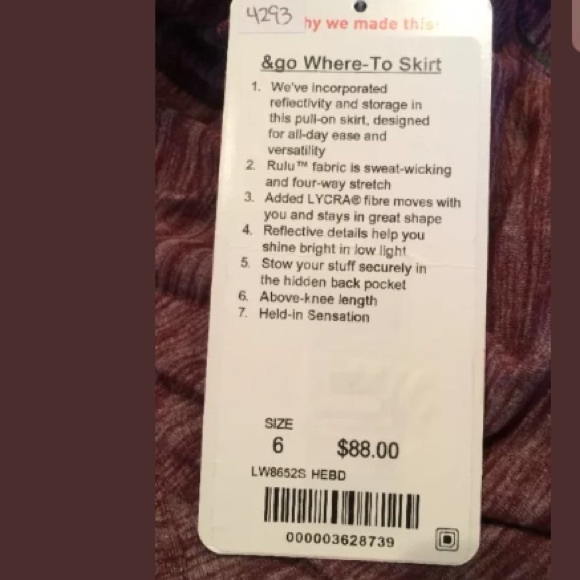 4293
hy we made this
&go Where-To Skirt
1. We've incorporated
reflectivity and storage in
this pull-on skirt, designed
for all-day ease and
versatility
2. Rulu™ fabric is sweat-wicking
and four-way stretch
3. Added LYCRA® fibre moves with
you and stays in great shape
4. Reflective details help you
shine bright in low light
5. Stow your stuff securely in
the hidden back pocket
6. Above-knee length
7. Held-in Sensation
SIZE
6 $88.00
LW8652S HEBD
000003628739